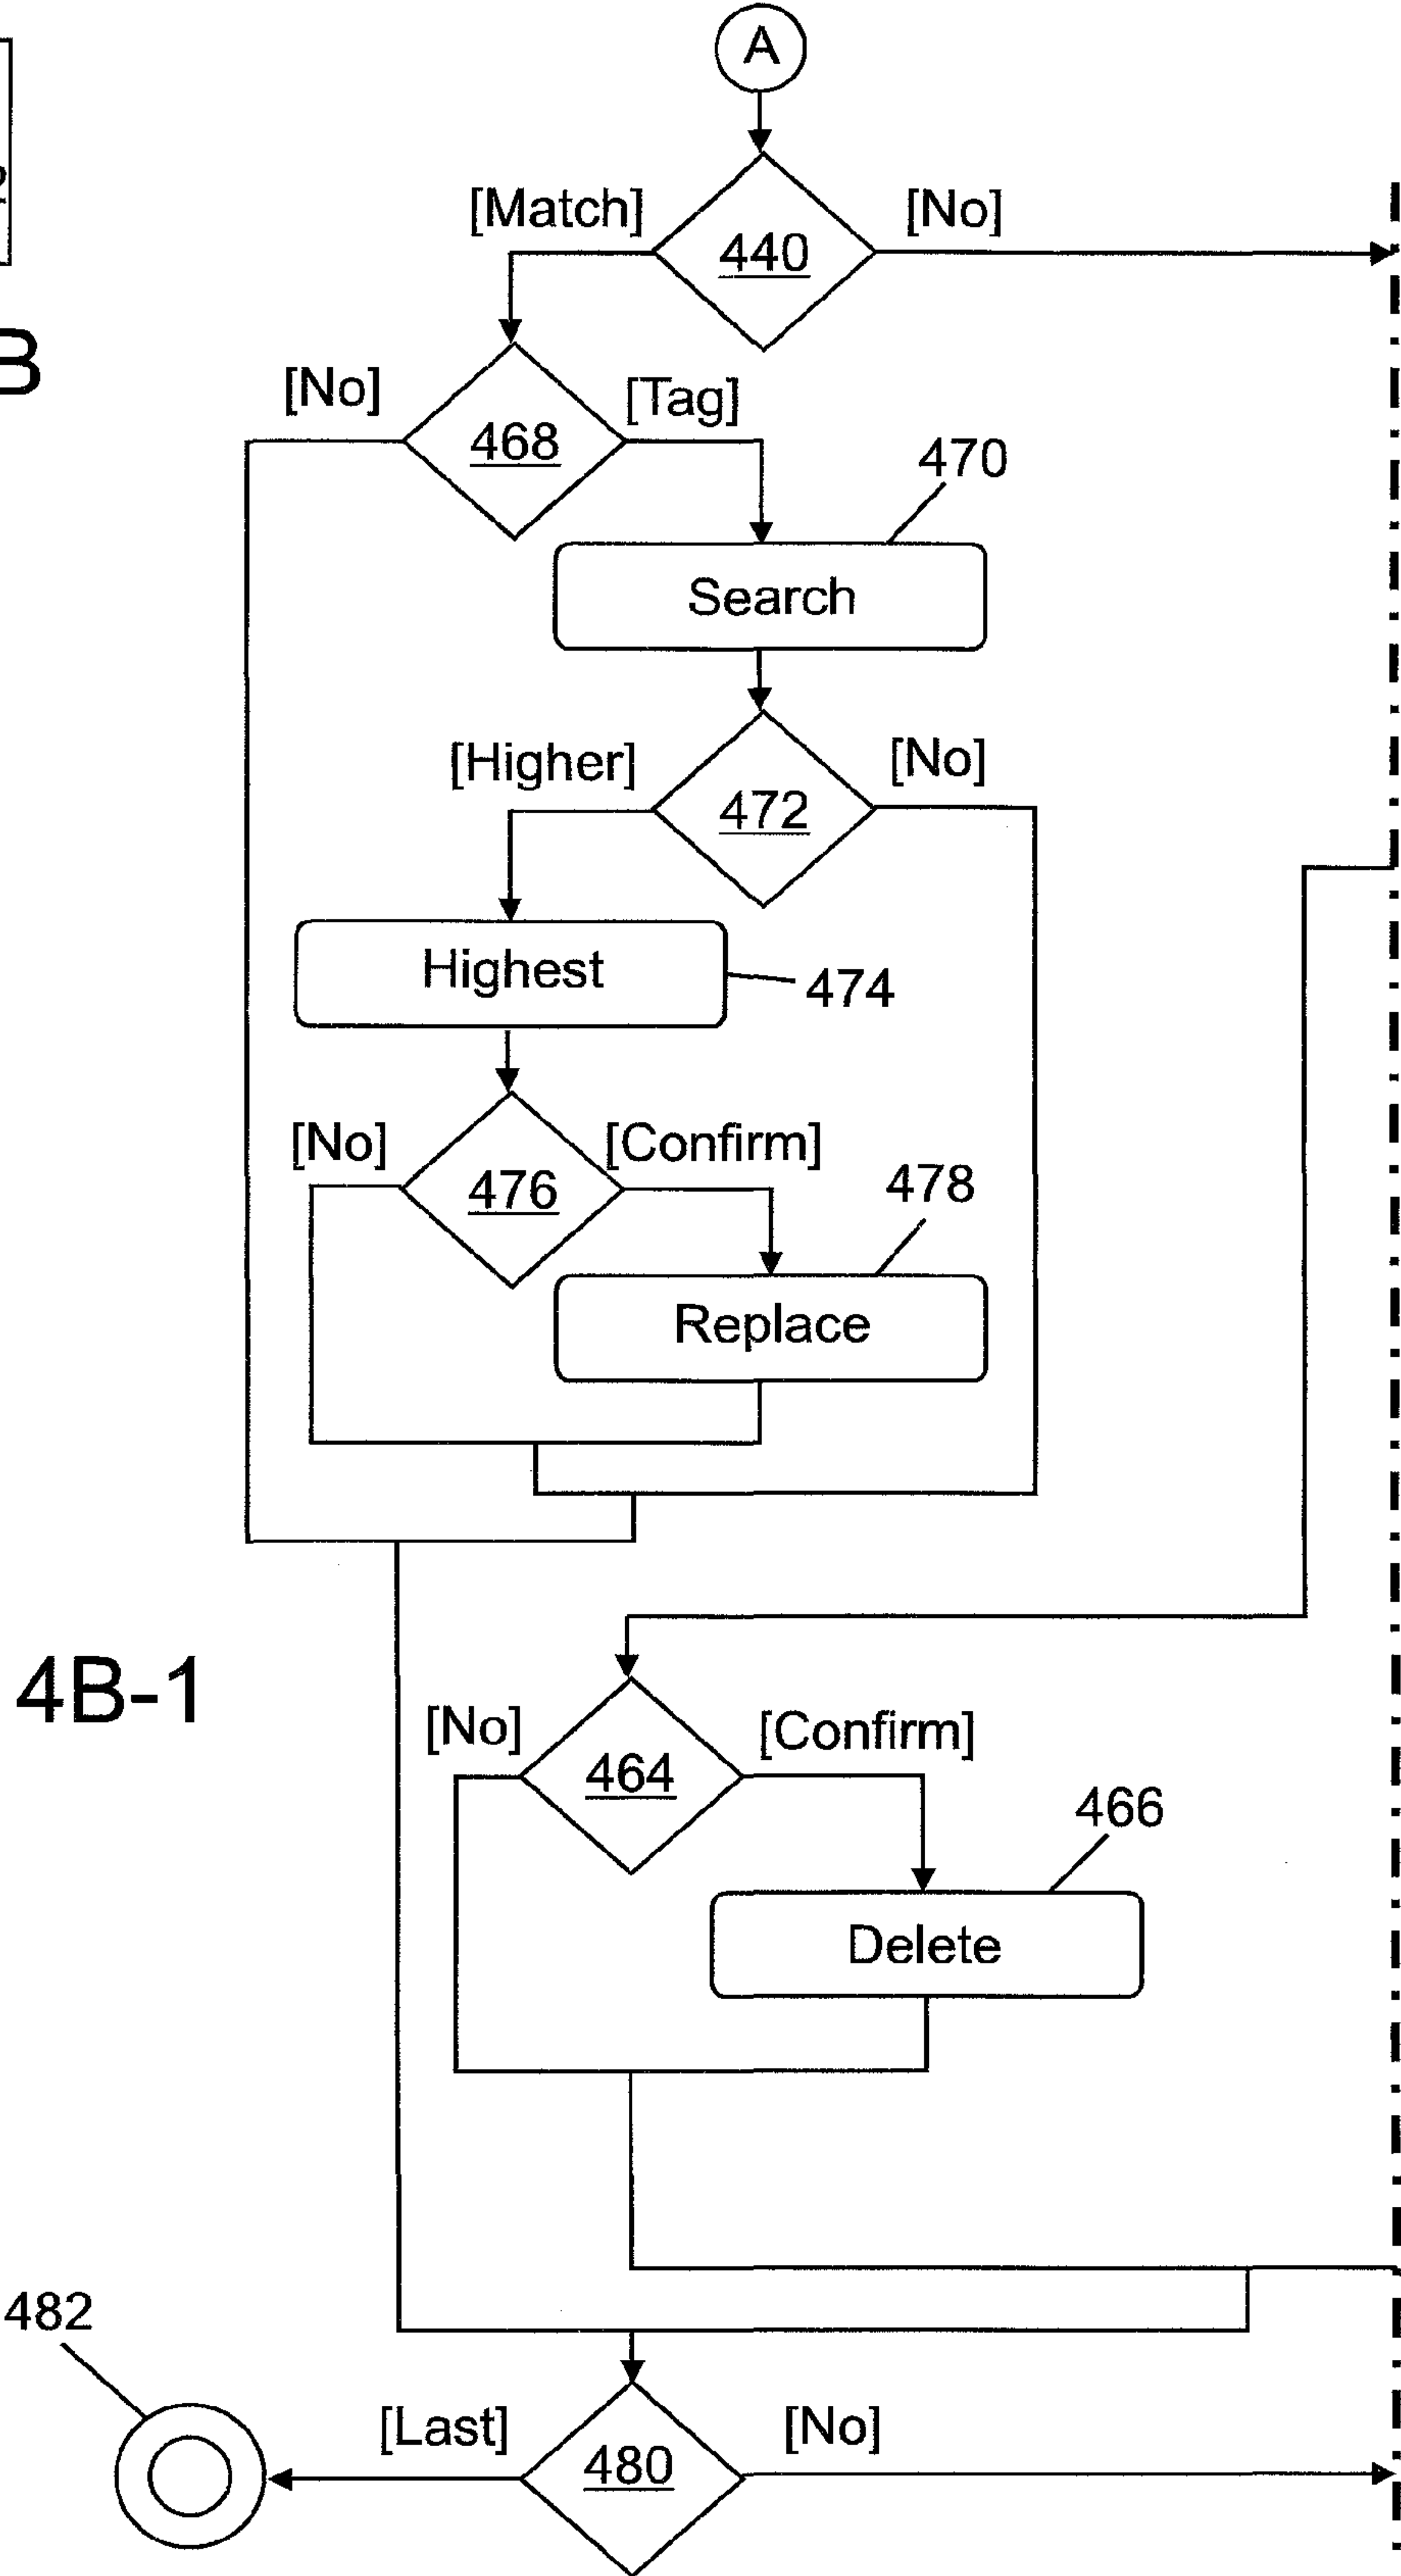 A
[Match]
[No]
440
B
[No]
[Tag]
468
470
Search
[Higher]
[No]
472
Highest
474
[No]
[Confirm]
476
478
Replace
4B-1
[No]
[Confirm]
464
466
Delete
482
[Last]
[No]
480